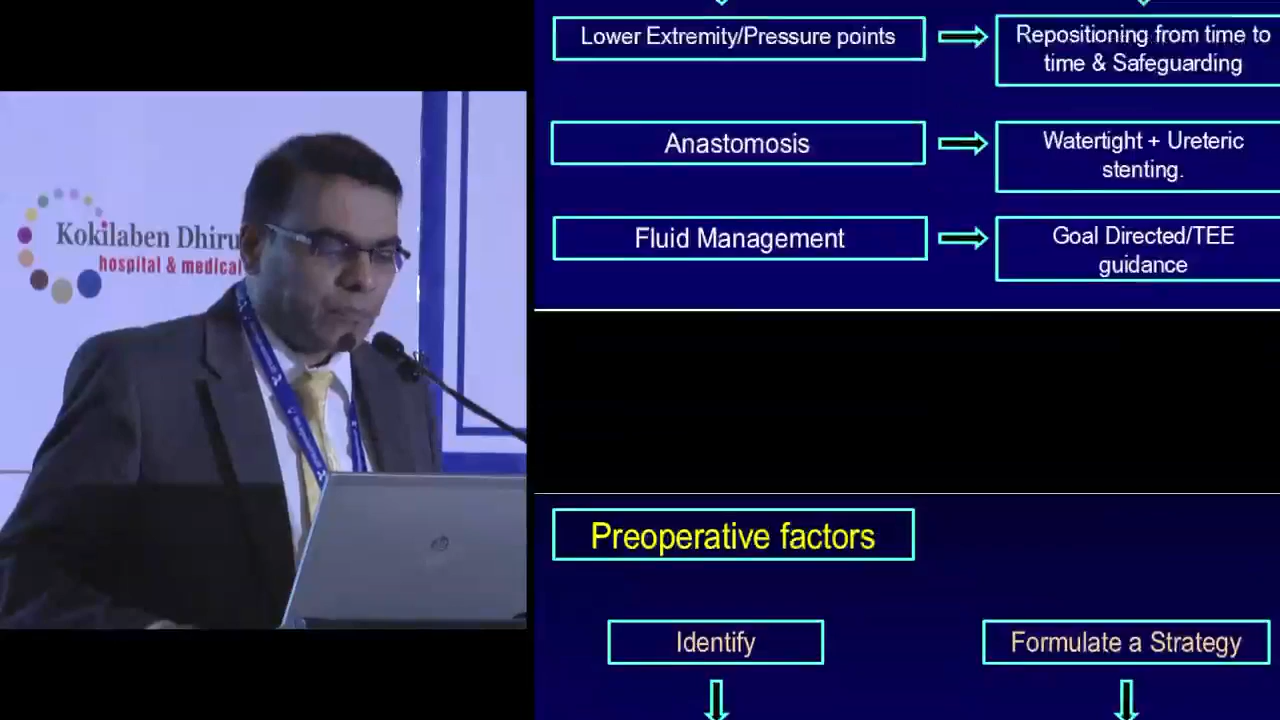 Kokilaben Dhiru
hospital & medical
Lower Extremity/Pressure points
Repositioning from time to
time & Safeguarding
Anastomosis
Watertight + Ureteric
stenting.
Fluid Management
Goal Directed/TEE
guidance
Preoperative factors
Identify
Formulate a Strategy